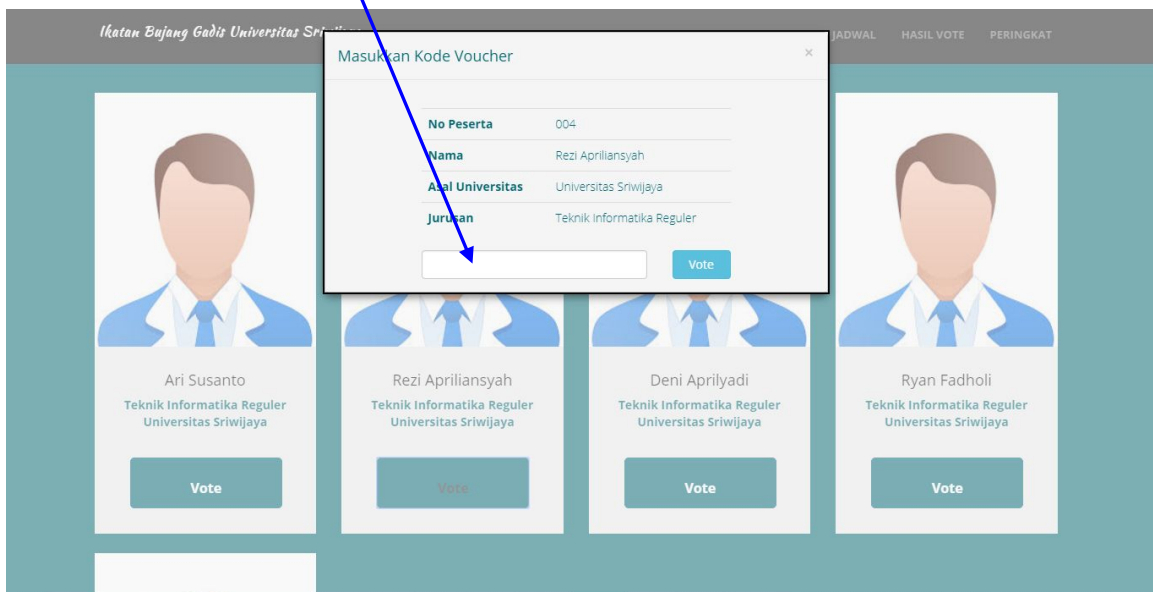 Ikatan Bujang Gadis Universitas
JADWAL HASIL VOTE PERINGKAT
Masukkan Kode Voucher ×
No Peserta 004
Nama Rezi Apriliansyah
Asal Universitas Universitas Sriwijaya
Jurusan Teknik Informatika Reguler
Vote
Ari Susanto
Teknik Informatika Reguler
Universitas Sriwijaya
Vote
Rezi Apriliansyah
Teknik Informatika Reguler
Universitas Sriwijaya
Vote
Deni Aprilyadi
Teknik Informatika Reguler
Universitas Sriwijaya
Vote
Ryan Fadholi
Teknik Informatika Reguler
Universitas Sriwijaya
Vote